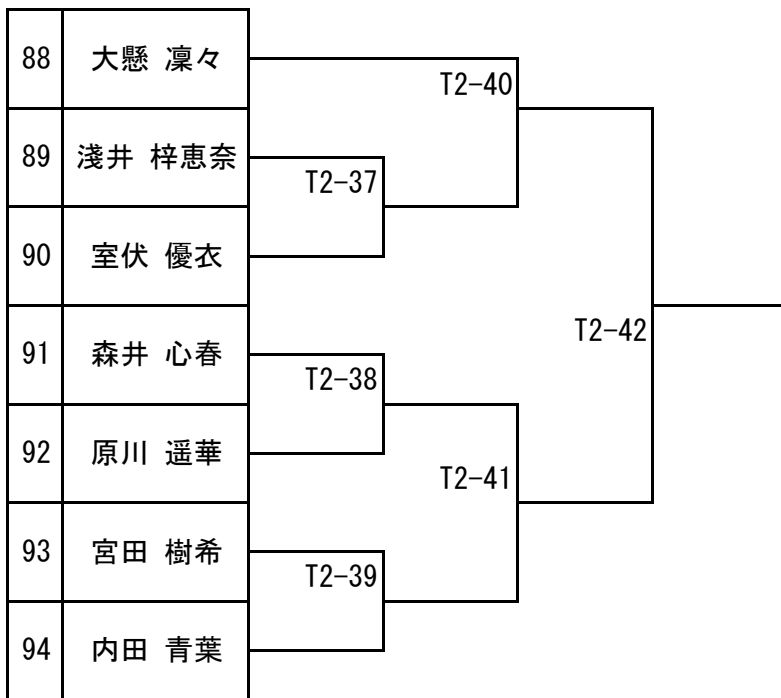 88 大懸 凜々
T2-40
89 淺井 梓恵奈
T2-37
90 室伏 優衣
T2-42
91 森井 心春
T2-38
92 原川 遥華
T2-41
93 宮田 樹希
T2-39
94 内田 青葉